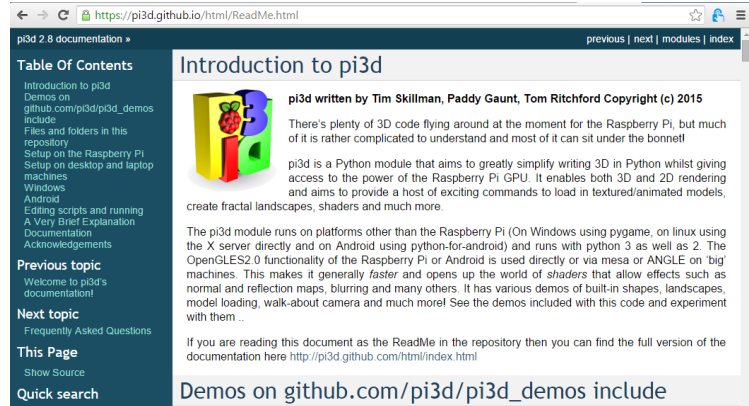 https://pi3d.github.io/html/ReadMe.html
pi3d 2.8 documentation »
previous | next | modules | index
Table Of Contents
Introduction to pi3d
Demos on
github.com/pi3d/pi3d_demos
include
Files and folders in this
repository
Setup on the Raspberry Pi
Setup on desktop and laptop
machines
Windows
Android
Editing scripts and running
A Very Brief Explanation
Documentation
Acknowledgements
Previous topic
Welcome to pi3d's
documentation!
Next topic
Frequently Asked Questions
This Page
Show Source
Quick search
Introduction to pi3d
pi3d
pi3d written by Tim Skillman, Paddy Gaunt, Tom Ritchford Copyright (c) 2015
There's plenty of 3D code flying around at the moment for the Raspberry Pi, but much
of it is rather complicated to understand and most of it can sit under the bonnet!
pi3d is a Python module that aims to greatly simplify writing 3D in Python whilst giving
access to the power of the Raspberry Pi GPU. It enables both 3D and 2D rendering
and aims to provide a host of exciting commands to load in textured/animated models,
create fractal landscapes, shaders and much more.
The pi3d module runs on platforms other than the Raspberry Pi (On Windows using pygame, on linux using
the X server directly and on Android using python-for-android) and runs with python 3 as well as 2. The
OpenGLES2.0 functionality of the Raspberry Pi or Android is used directly or via mesa or ANGLE on 'big'
machines. This makes it generally faster and opens up the world of shaders that allow effects such as
normal and reflection maps, blurring and many others. It has various demos of built-in shapes, landscapes,
model loading, walk-about camera and much more! See the demos included with this code and experiment
with them ..
If you are reading this document as the ReadMe in the repository then you can find the full version of the
documentation here http://pi3d.github.com/html/index.html
Demos on github.com/pi3d/pi3d_demos include